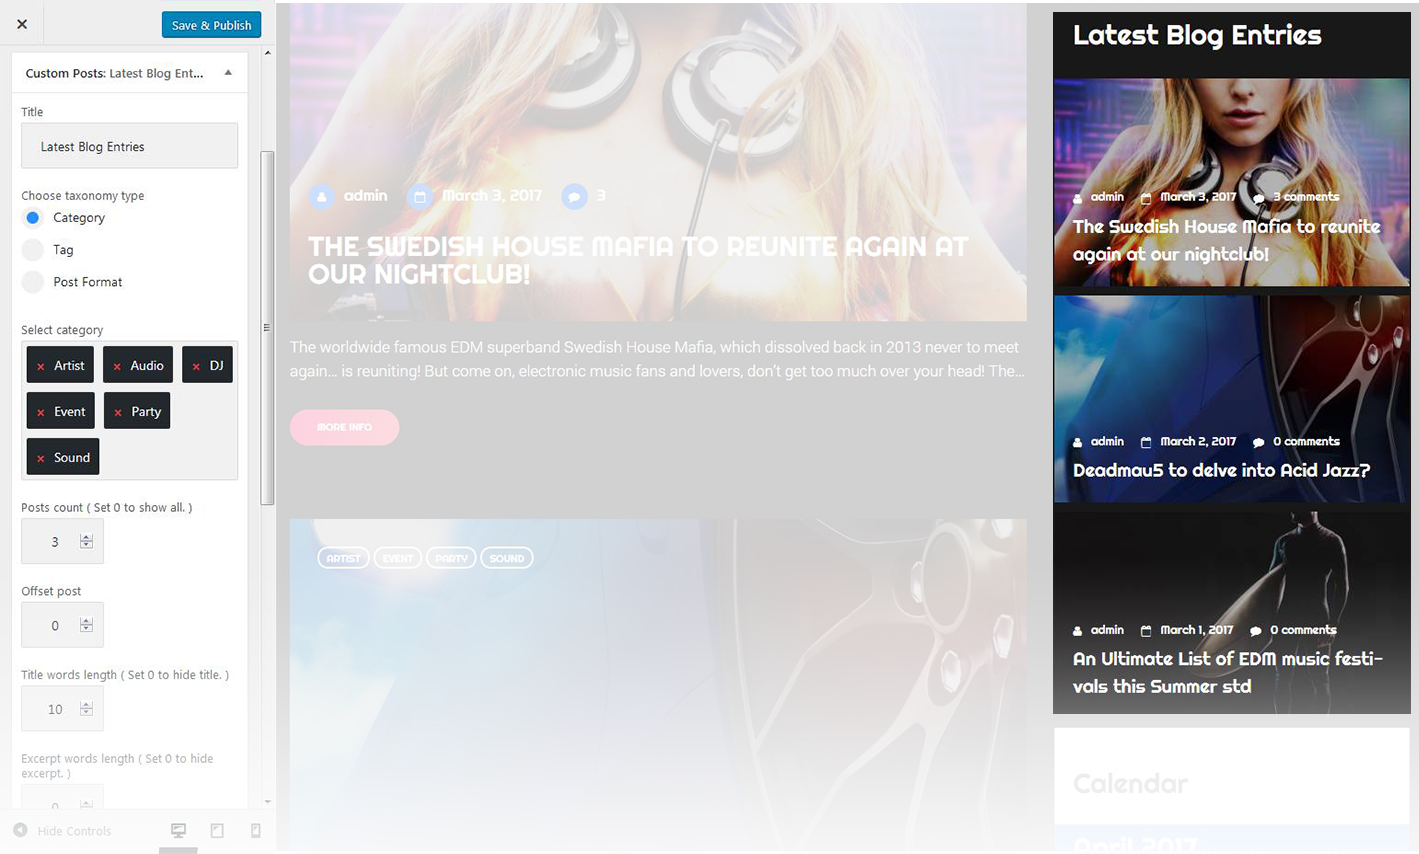 Save & Publish
Custom Posts: Latest Blog Ent...
Title
Latest Blog Entries
Choose taxonomy type
Category
Tag
Post Format
Select category
× Artist × Audio × DJ
× Event × Party
× Sound
Posts count ( Set 0 to show all. )
3
Offset post
0
Title words length ( Set 0 to hide title. )
10
Excerpt words length ( Set 0 to hide
excerpt. )
0
Hide Controls
admin March 3, 2017 3
THE SWEDISH HOUSE MAFIA TO REUNITE AGAIN AT
OUR NIGHTCLUB!
The worldwide famous EDM superband Swedish House Mafia, which dissolved back in 2013 never to meet
again... is reuniting! But come on, electronic music fans and lovers, don't get too much over your head! The...
MORE INFO
ARTIST EVENT PARTY SOUND
Latest Blog Entries
admin March 3, 2017 3 comments
The Swedish House Mafia to reunite
again at our nightclub!
admin March 2, 2017 0 comments
Deadmau5 to delve into Acid Jazz?
admin March 1, 2017 0 comments
An Ultimate List of EDM music festi-
vals this Summer std
Calendar
April 2017